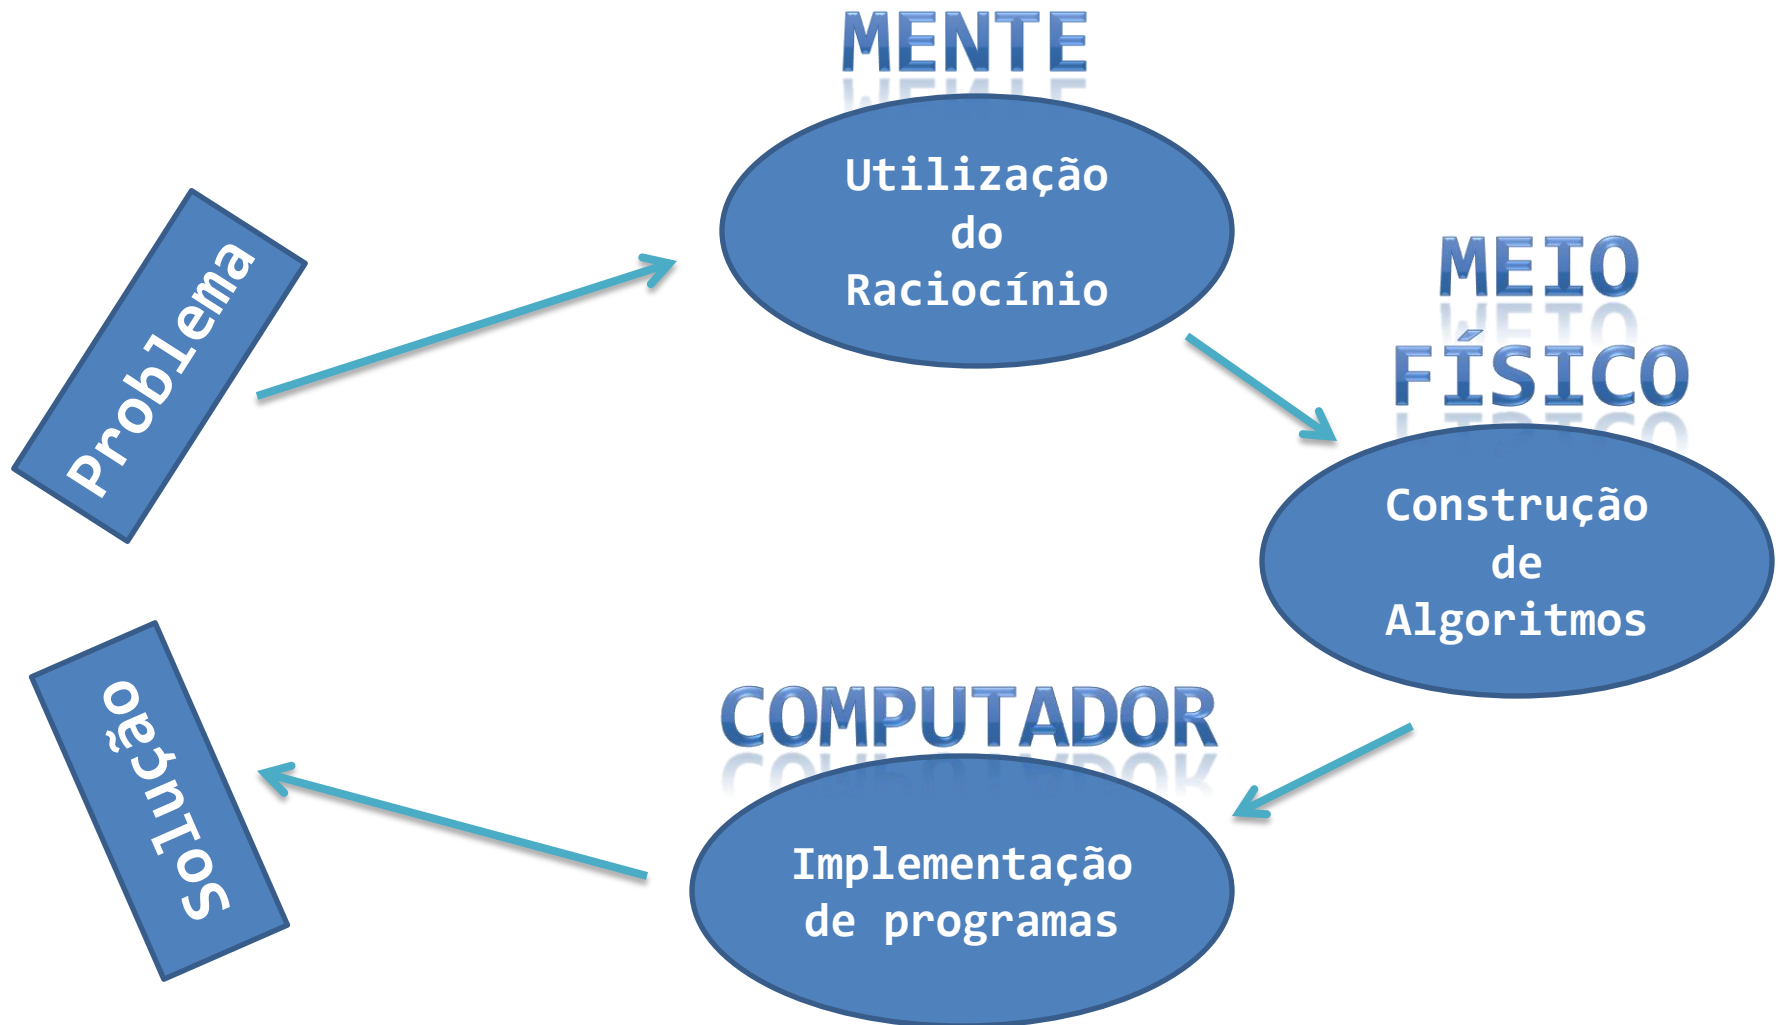 MENTE
Utilização
do
Raciocínio
Problema
MEIO
FÍSICO
Construção
de
Algoritmos
COMPUTADOR
Implementação
de programas
Solução